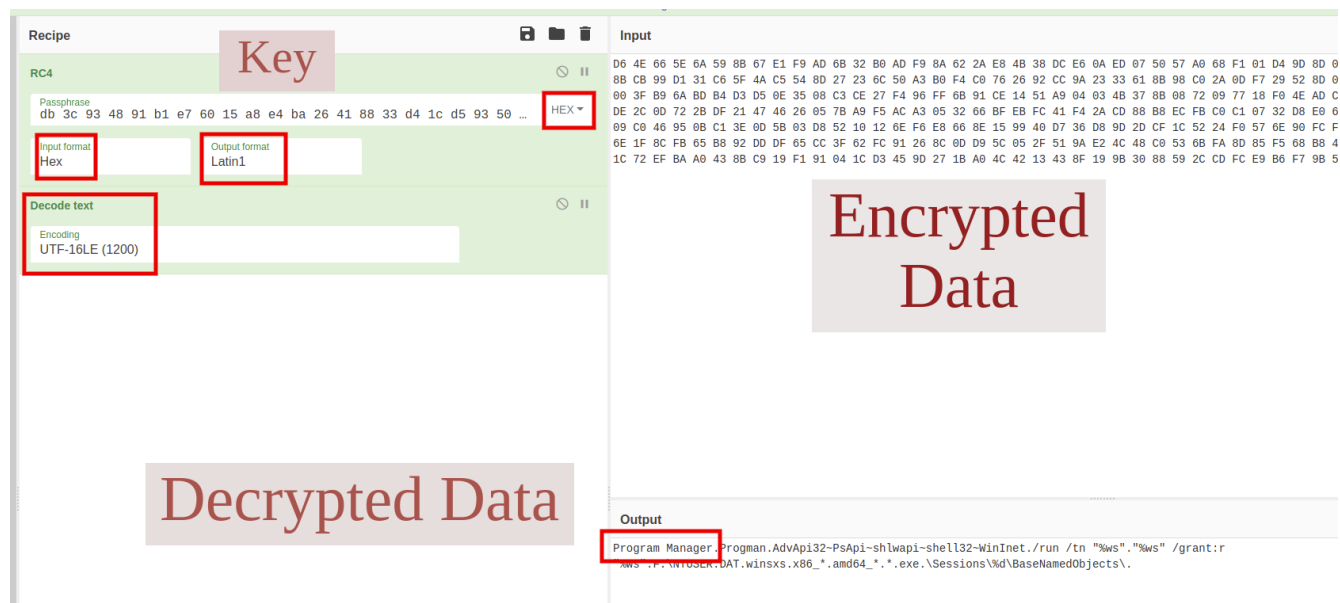 Recipe
Key
RC4
Passphrase
db 3c 93 48 91 b1 e7 60 15 a8 e4 ba 26 41 88 33 d4 1c d5 93 50 …
HEX
Input format
Hex
Output format
Latin1
Decode text
Encoding
UTF-16LE (1200)
Decrypted Data
Input
D6 4E 66 5E 6A 59 8B 67 E1 F9 AD 6B 32 B0 AD F9 8A 62 2A E8 4B 38 DC E6 0A ED 07 50 57 A0 68 F1 01 D4 9D 8D
8B CB 99 D1 31 C6 5F 4A C5 54 8D 27 23 6C 50 A3 B0 F4 C0 76 26 92 CC 9A 23 33 61 8B 98 C0 2A 0D F7 29 52 8D
00 3F B9 6A BD B4 D3 D5 0E 35 08 C3 CE 27 F4 96 FF 6B 91 CE 14 51 A9 04 03 4B 37 8B 08 72 09 77 18 F0 4E AD
DE 2C 0D 72 2B DF 21 47 46 26 05 7B A9 F5 AC A3 05 32 66 BF EB FC 41 F4 2A CD 88 B8 EC FB C0 C1 07 32 D8 E0
09 C0 46 95 0B C1 3E 0D 5B 03 D8 52 10 12 6E F6 E8 66 8E 15 99 40 D7 36 D8 9D 2D CF 1C 52 24 F0 57 6E 90 FC
6E 1F 8C FB 65 B8 92 DD DF 65 CC 3F 62 FC 91 26 8C 0D D9 5C 05 2F 51 9A E2 4C 48 C0 53 6B FA 8D 85 F5 68 B8
1C 72 EF BA A0 43 8B C9 19 F1 91 04 1C D3 45 9D 27 1B A0 4C 42 13 43 8F 19 9B 30 88 59 2C CD FC E9 B6 F7 9B
Encrypted
Data
Output
Program Manager.Progman.AdvApi32~PsApi~shlwapi~shell32~WinInet./run /tn "%ws"."%ws" /grant:r
"%ws":F.\NTUSER.DAT.winsxs.x86_*.amd64_*.*.exe.\Sessions\%d\BaseNamedObjects\.